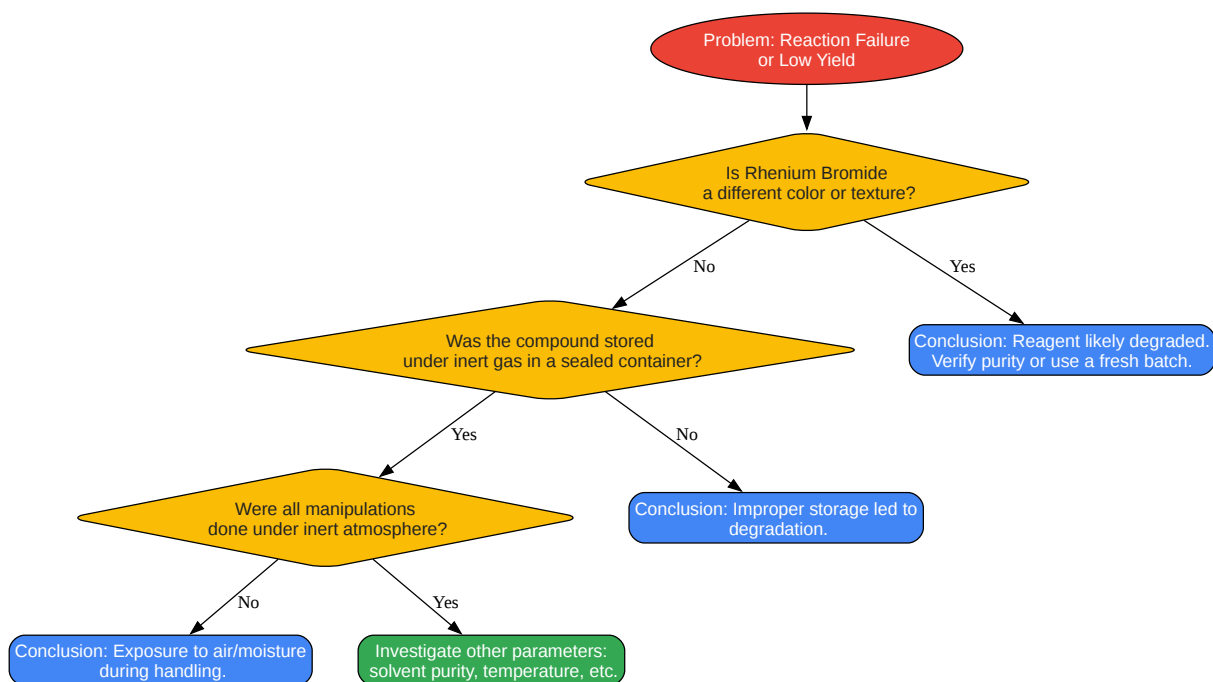 Problem: Reaction Failure
or Low Yield
Is Rhenium Bromide
a different color or texture?
No
Yes
Was the compound stored
under inert gas in a sealed container?
Conclusion: Reagent likely degraded.
Verify purity or use a fresh batch.
Yes
No
Were all manipulations
done under inert atmosphere?
Conclusion: Improper storage led to
degradation.
No
Yes
Conclusion: Exposure to air/moisture
during handling.
Investigate other parameters:
solvent purity, temperature, etc.